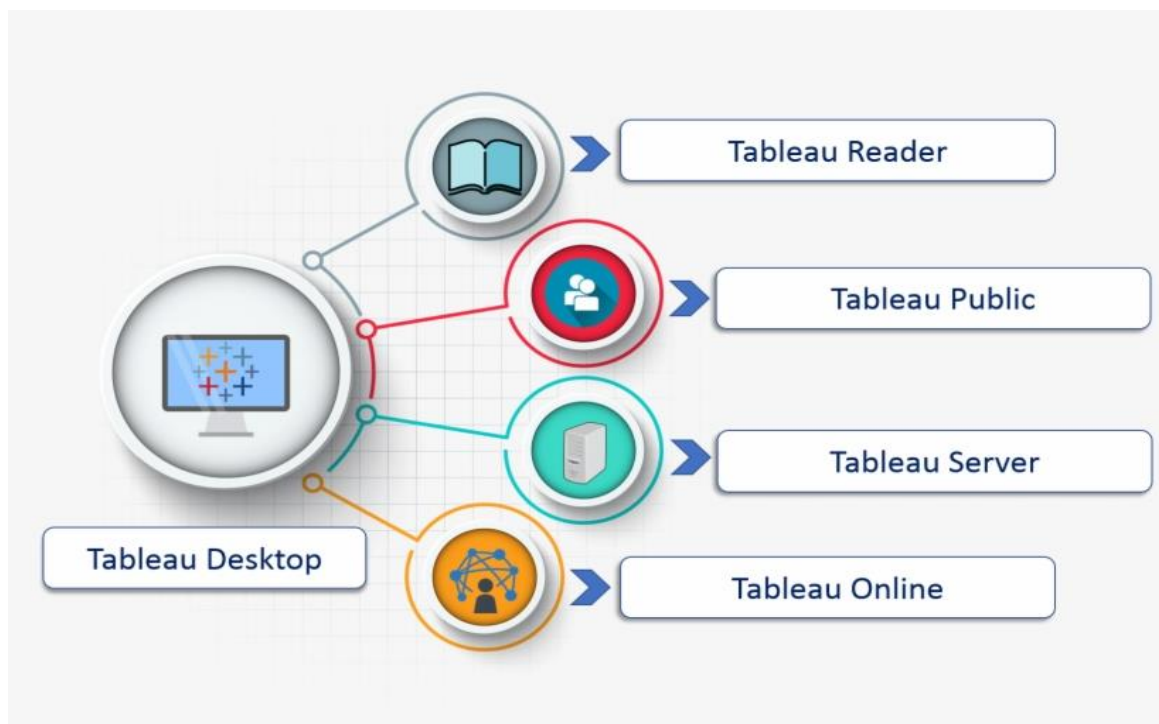 Tableau Reader
Tableau Public
Tableau Server
Tableau Desktop
Tableau Online